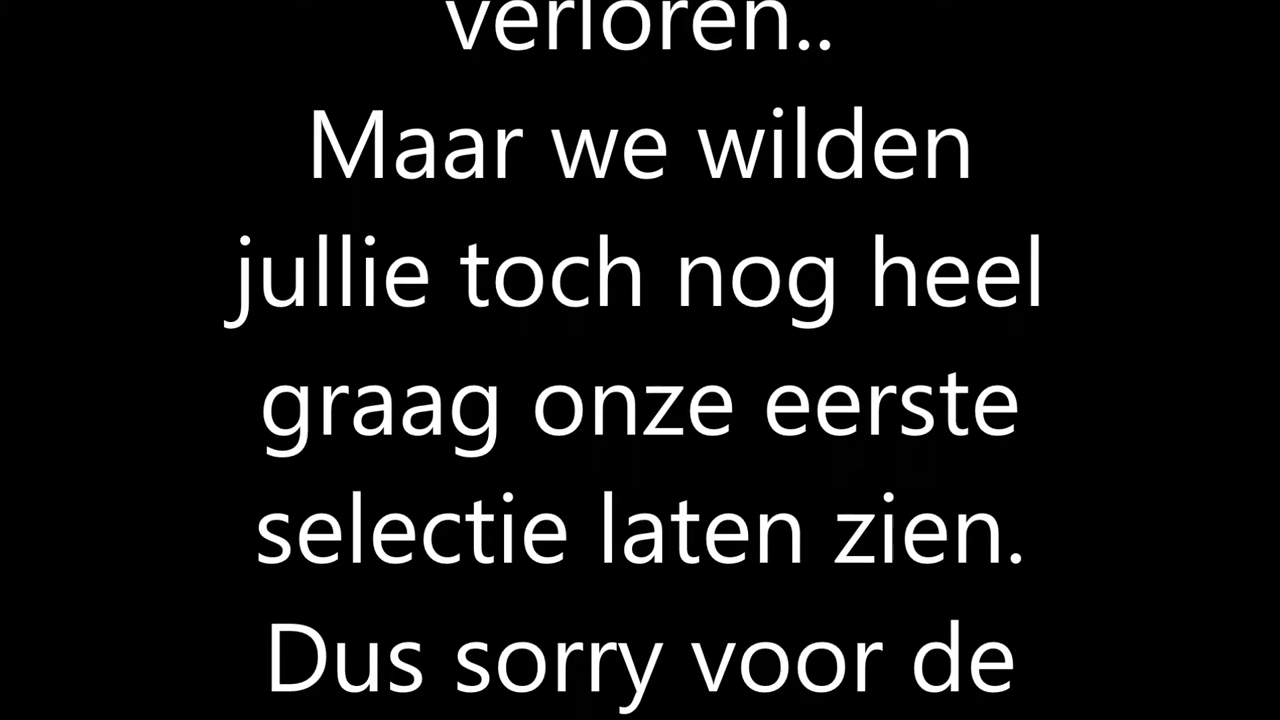 verloren..
Maar we wilden
jullie toch nog heel
graag onze eerste
selectie laten zien.
Dus sorry voor de